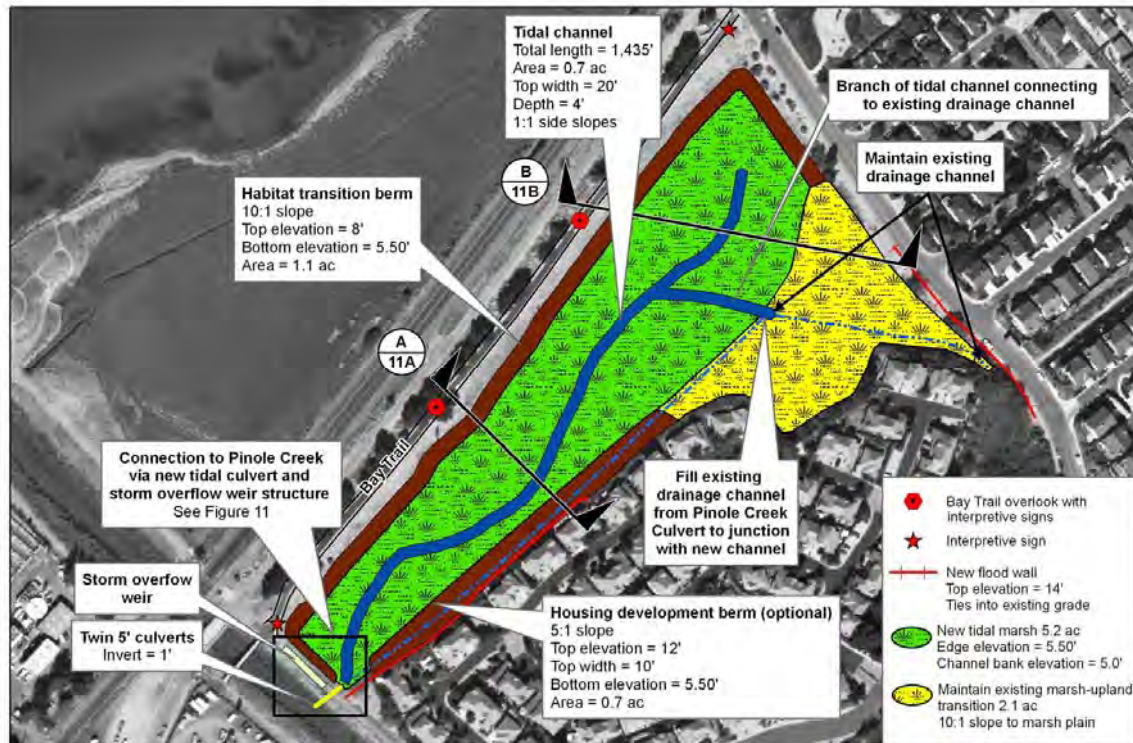 Tidal channel
Total length = 1,435'
Area = 0.7 ac
Top width = 20'
Depth = 4'
1:1 side slopes
Branch of tidal channel connecting
to existing drainage channel
Maintain existing
drainage channel
B
11B
Habitat transition berm
10:1 slope
Top elevation = 8'
Bottom elevation = 5.50'
Area = 1.1 ac
A
11A
Bay Trail
Connection to Pinole Creek
via new tidal culvert and
storm overflow weir structure
See Figure 11
Fill existing
drainage channel
from Pinole Creek
Culvert to junction
with new channel
Storm overfow
weir
Twin 5' culverts
Invert = 1'
Housing development berm (optional)
5:1 slope
Top elevation = 12'
Top width = 10'
Bottom elevation = 5.50'
Area = 0.7 ac
Bay Trail overlook with
interpretive signs
Interpretive sign
New flood wall
Top elevation = 14'
Ties into existing grade
New tidal marsh 5.2 ac
Edge elevation = 5.50'
Channel bank elevation = 5.0'
Maintain existing marsh-upland
transition 2.1 ac
10:1 slope to marsh plain